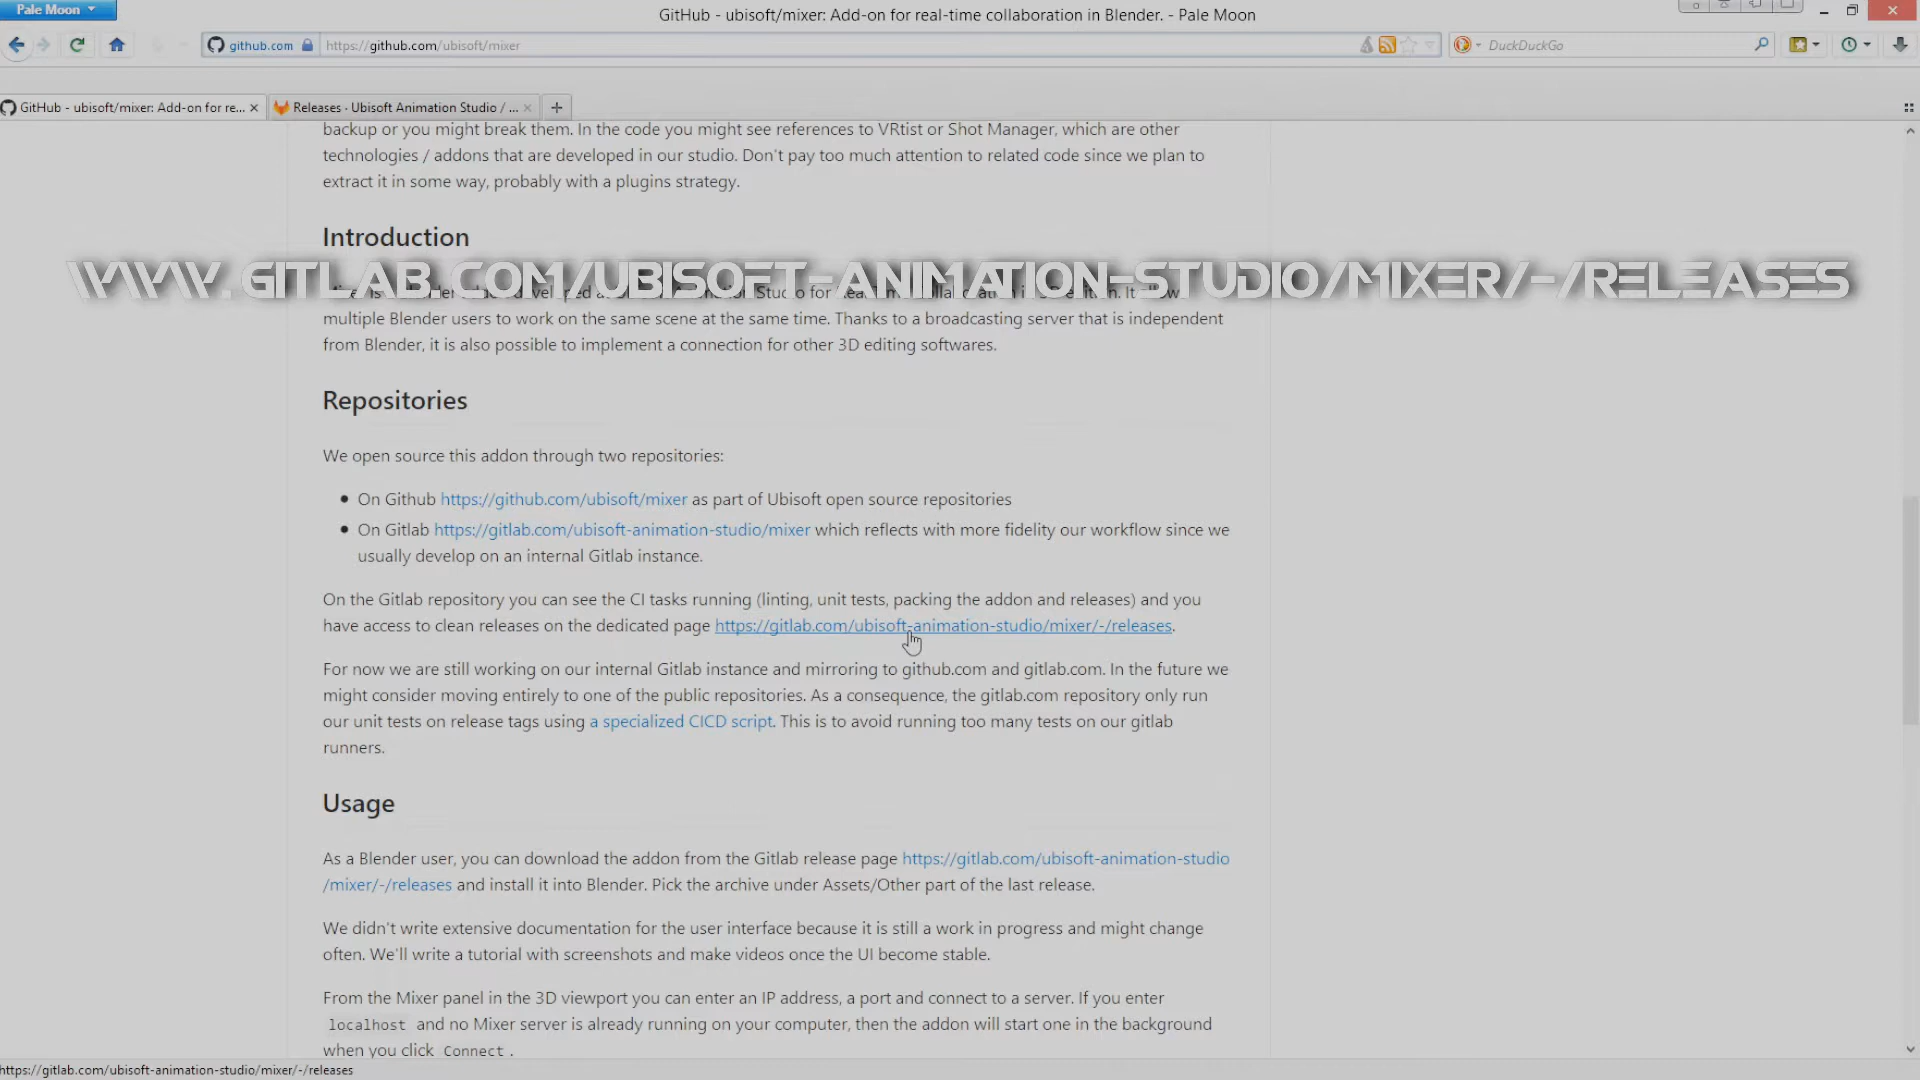 Pale Moon
GitHub - ubisoft/mixer: Add-on for real-time collaboration in Blender. - Pale Moon
github.com https://github.com/ubisoft/mixer DuckDuckGo
GitHub - ubisoft/mixer: Add-on for re... Releases · Ubisoft Animation Studio / ...
backup or you might break them. In the code you might see references to VRtist or Shot Manager, which are other
technologies / addons that are developed in our studio. Don't pay too much attention to related code since we plan to
extract it in some way, probably with a plugins strategy.
Introduction
WWW.GITLAB.COM/UBISOFT-ANIMATION-STUDIO/MIXER/-/RELEASES
multiple Blender users to work on the same scene at the same time. Thanks to a broadcasting server that is independent
from Blender, it is also possible to implement a connection for other 3D editing softwares.
Repositories
We open source this addon through two repositories:
• On Github https://github.com/ubisoft/mixer as part of Ubisoft open source repositories
• On Gitlab https://gitlab.com/ubisoft-animation-studio/mixer which reflects with more fidelity our workflow since we
usually develop on an internal Gitlab instance.
On the Gitlab repository you can see the CI tasks running (linting, unit tests, packing the addon and releases) and you
have access to clean releases on the dedicated page https://gitlab.com/ubisoft-animation-studio/mixer/-/releases.
For now we are still working on our internal Gitlab instance and mirroring to github.com and gitlab.com. In the future we
might consider moving entirely to one of the public repositories. As a consequence, the gitlab.com repository only run
our unit tests on release tags using a specialized CICD script. This is to avoid running too many tests on our gitlab
runners.
Usage
As a Blender user, you can download the addon from the Gitlab release page https://gitlab.com/ubisoft-animation-studio
/mixer/-/releases and install it into Blender. Pick the archive under Assets/Other part of the last release.
We didn't write extensive documentation for the user interface because it is still a work in progress and might change
often. We'll write a tutorial with screenshots and make videos once the UI become stable.
From the Mixer panel in the 3D viewport you can enter an IP address, a port and connect to a server. If you enter
localhost and no Mixer server is already running on your computer, then the addon will start one in the background
when you click Connect .
https://gitlab.com/ubisoft-animation-studio/mixer/-/releases